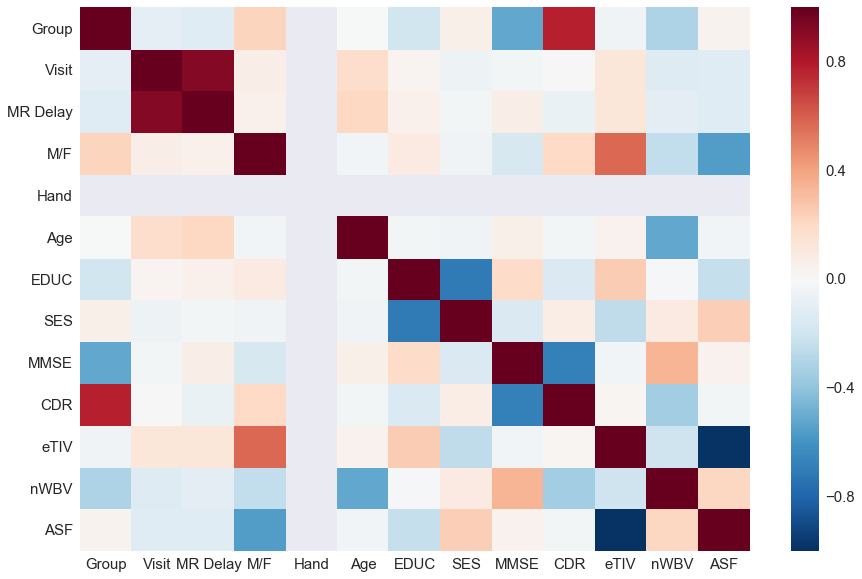 Group
Visit
MR Delay
M/F
Hand
Age
EDUC
SES
MMSE
CDR
eTIV
nWBV
ASF
Group Visit MR Delay M/F Hand Age EDUC SES MMSE CDR eTIV nWBV ASF
0.8
0.4
0.0
−0.4
−0.8